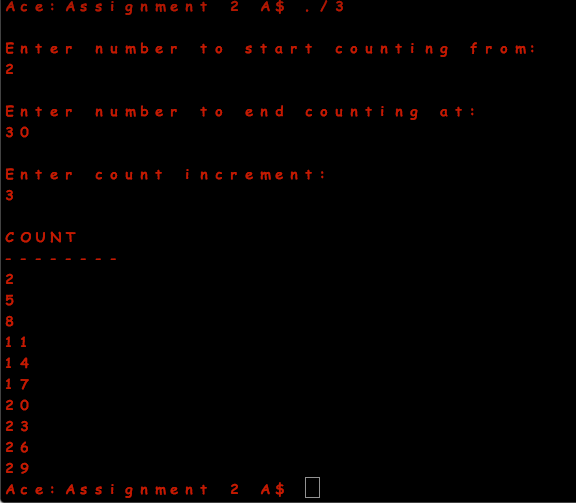 Ace:Assignment 2 A$ ./3
Enter number to start counting from:
2
Enter number to end counting at:
30
Enter count increment:
3
COUNT
--------
2
5
8
11
14
17
20
23
26
29
Ace:Assignment 2 A$